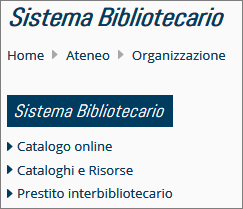 Sistema Bibliotecario
Home Ateneo Organizzazione
Sistema Bibliotecario
Catalogo online
Cataloghi e Risorse
Prestito interbibliotecario